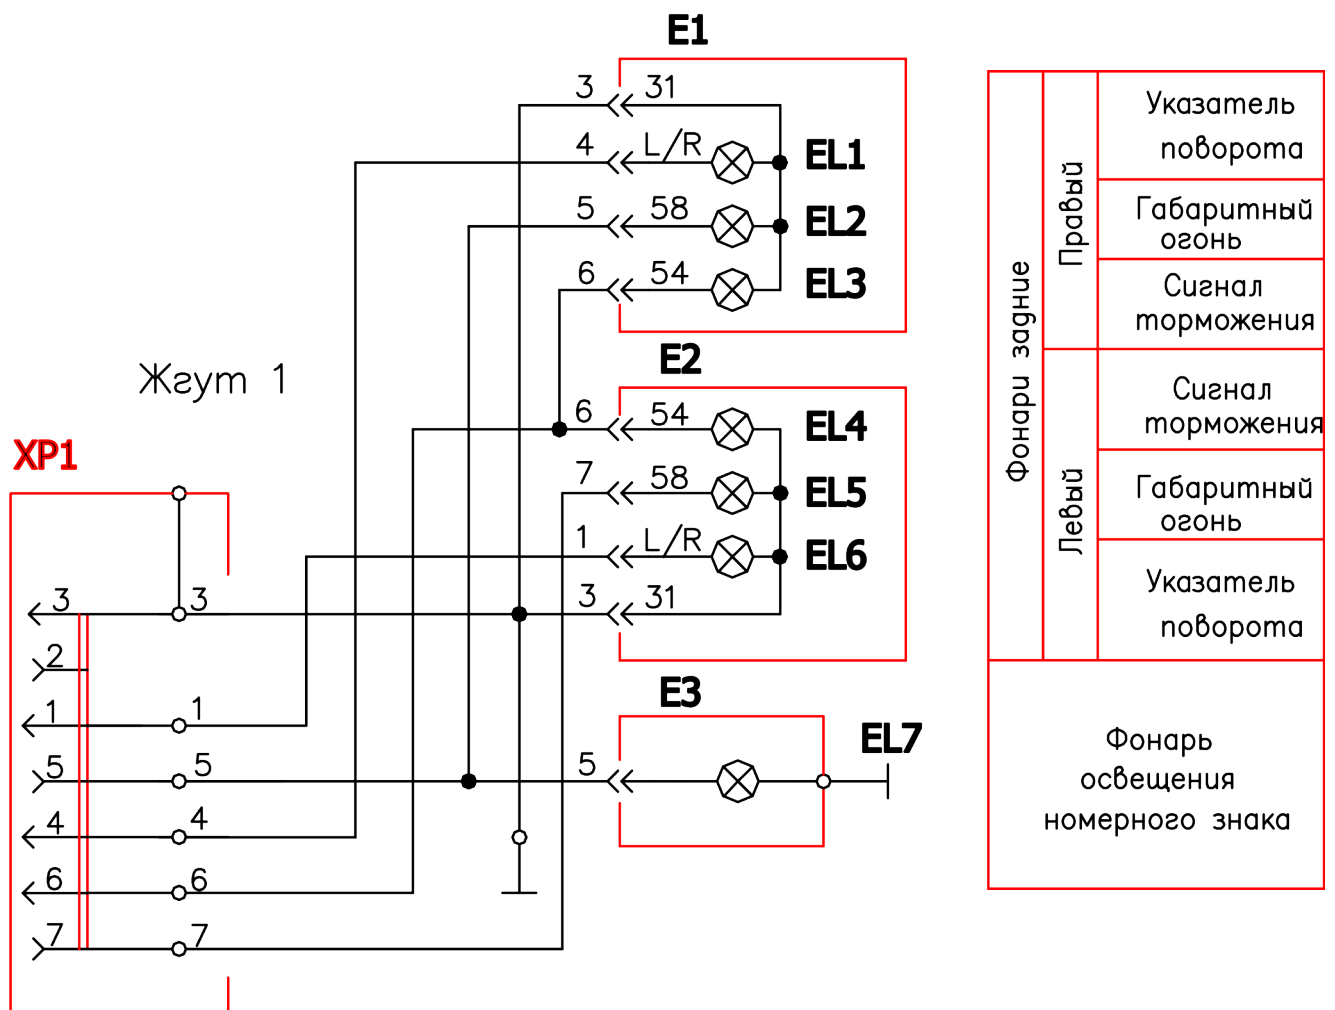 E1
3 31
4 L/R EL1
5 58 EL2
6 54 EL3
Жгут 1
E2
6 54 EL4
7 58 EL5
1 L/R EL6
3 31
XP1
3 3
2
1 1
5 5
4 4
6 6
7 7
E3
5 EL7
Фонари задние
Правый
Указатель
поворота
Габаритный
огонь
Сигнал
торможения
Левый
Сигнал
торможения
Габаритный
огонь
Указатель
поворота
Фонарь
освещения
номерного знака